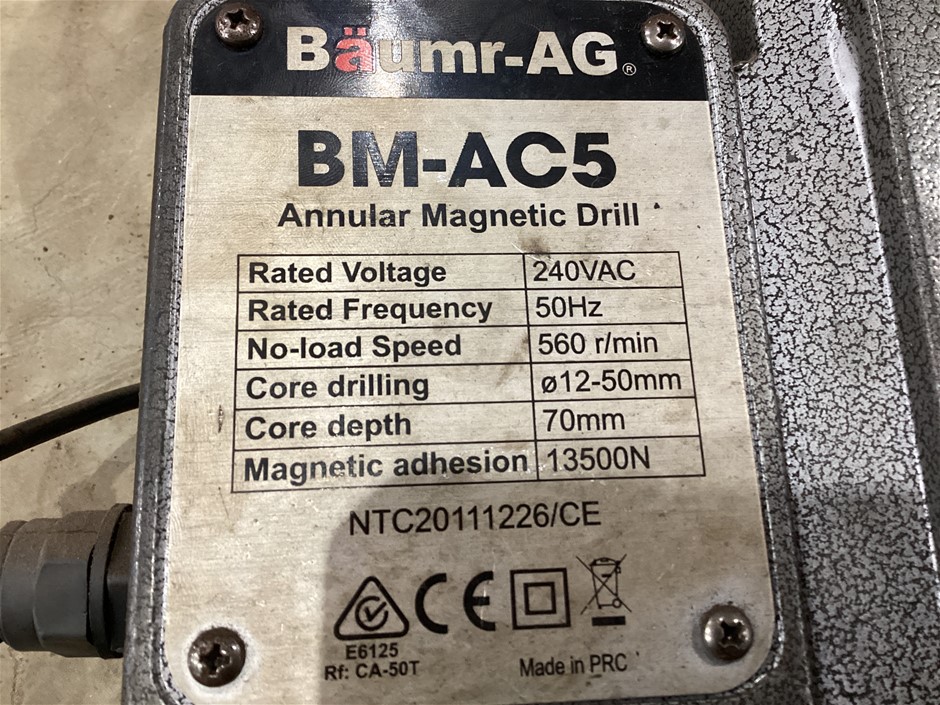 Bäumr-AG®
BM-AC5
Annular Magnetic Drill
Rated Voltage 240VAC
Rated Frequency 50Hz
No-load Speed 560 r/min
Core drilling ø12-50mm
Core depth 70mm
Magnetic adhesion 13500N
NTC20111226/CE
CE
E6125
Rf: CA-50T
Made in PRC